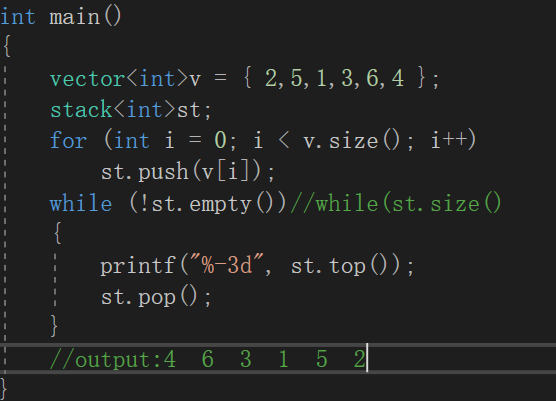 int main()
{
    vector<int>v = { 2,5,1,3,6,4 };
    stack<int>st;
    for (int i = 0; i < v.size(); i++)
        st.push(v[i]);
    while (!st.empty())//while(st.size()
    {
        printf("%-3d", st.top());
        st.pop();
    }
    //output:4  6  3  1  5  2
}